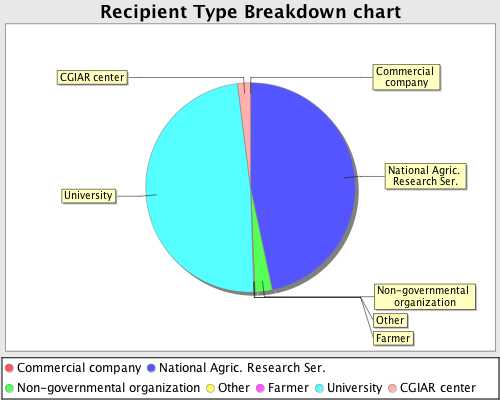 Recipient Type Breakdown chart
CGIAR center
Commercial
company
National Agric.
Research Ser.
University
Non-governmental
organization
Other
Farmer
Commercial company National Agric. Research Ser.
Non-governmental organization Other Farmer University CGIAR center